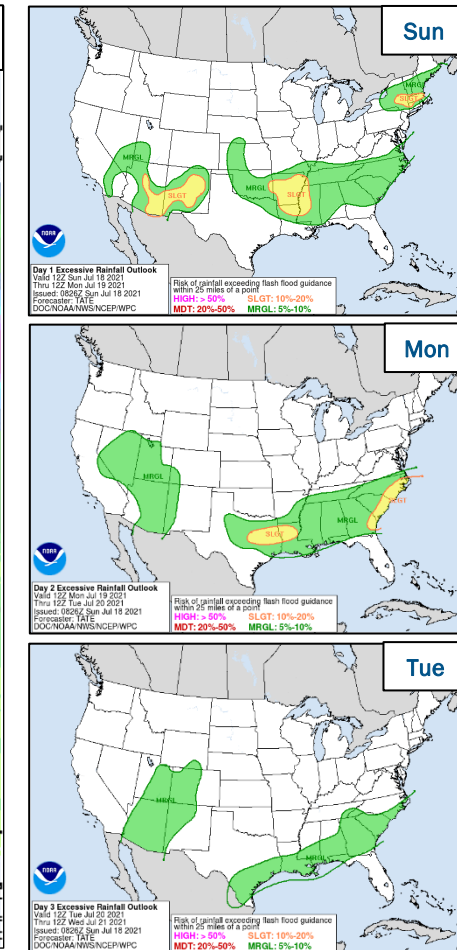 Sun
MRGL
SLGT
MRGL
SLGT
MRGL
SLGT
NOAA
Day 1 Excessive Rainfall Outlook
Valid 12Z Sun Jul 18 2021
Thru 12Z Mon Jul 19 2021
Issued: 0826Z Sun Jul 18 2021
Forecaster: TATE
DOC/NOAA/NWS/NCEP/WPC
Risk of rainfall exceeding flash flood guidance
within 25 miles of a point
HIGH: > 50% SLGT: 10%-20%
MDT: 20%-50% MRGL: 5%-10%
Mon
MRGL
SLGT
MRGL
SLGT
NOAA
Day 2 Excessive Rainfall Outlook
Valid 12Z Mon Jul 19 2021
Thru 12Z Tue Jul 20 2021
Issued: 0826Z Sun Jul 18 2021
Forecaster: TATE
DOC/NOAA/NWS/NCEP/WPC
Risk of rainfall exceeding flash flood guidance
within 25 miles of a point
HIGH: > 50% SLGT: 10%-20%
MDT: 20%-50% MRGL: 5%-10%
Tue
MRGL
MRGL
NOAA
Day 3 Excessive Rainfall Outlook
Valid 12Z Tue Jul 20 2021
Thru 12Z Wed Jul 21 2021
Issued: 0826Z Sun Jul 18 2021
Forecaster: TATE
DOC/NOAA/NWS/NCEP/WPC
Risk of rainfall exceeding flash flood guidance
within 25 miles of a point
HIGH: > 50% SLGT: 10%-20%
MDT: 20%-50% MRGL: 5%-10%